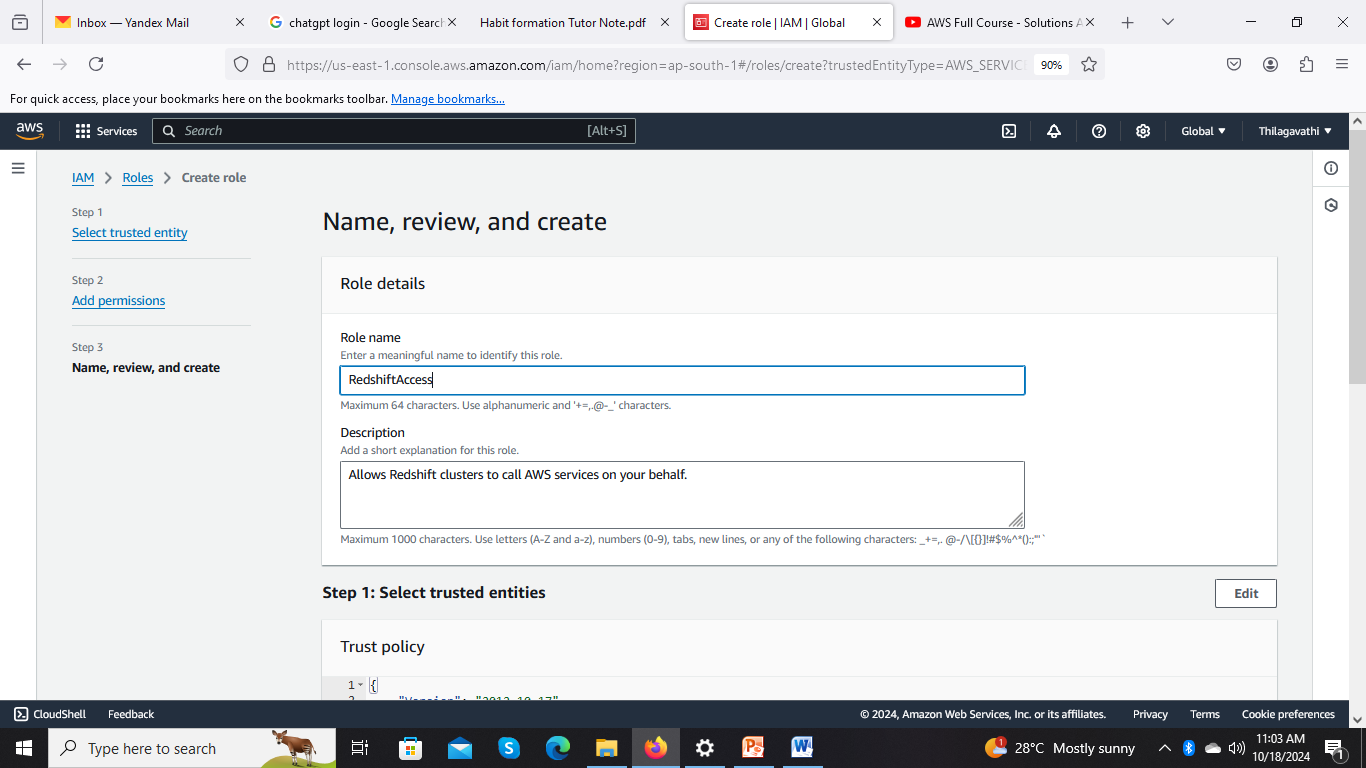 Inbox — Yandex Mail
chatgpt login - Google Search
Habit formation Tutor Note.pdf
Create role | IAM | Global
AWS Full Course - Solutions A
https://us-east-1.console.aws.amazon.com/iam/home?region=ap-south-1#/roles/create?trustedEntityType=AWS_SERVIC
90%
For quick access, place your bookmarks here on the bookmarks toolbar. Manage bookmarks...
aws
Services
Search
[Alt+S]
Global
Thilagavathi
IAM
Roles
Create role
Step 1
Select trusted entity
Step 2
Add permissions
Step 3
Name, review, and create
Name, review, and create
Role details
Role name
Enter a meaningful name to identify this role.
RedshiftAccess
Maximum 64 characters. Use alphanumeric and '+=,.@-_' characters.
Description
Add a short explanation for this role.
Allows Redshift clusters to call AWS services on your behalf.
Maximum 1000 characters. Use letters (A-Z and a-z), numbers (0-9), tabs, new lines, or any of the following characters: _+=,. @-/\[{}]!#$%^*();:'"`
Step 1: Select trusted entities
Edit
Trust policy
1 {
2 "Version": "2012-10-17",
CloudShell
Feedback
© 2024, Amazon Web Services, Inc. or its affiliates.
Privacy
Terms
Cookie preferences
Type here to search
1
28°C Mostly sunny
11:03 AM
10/18/2024
1